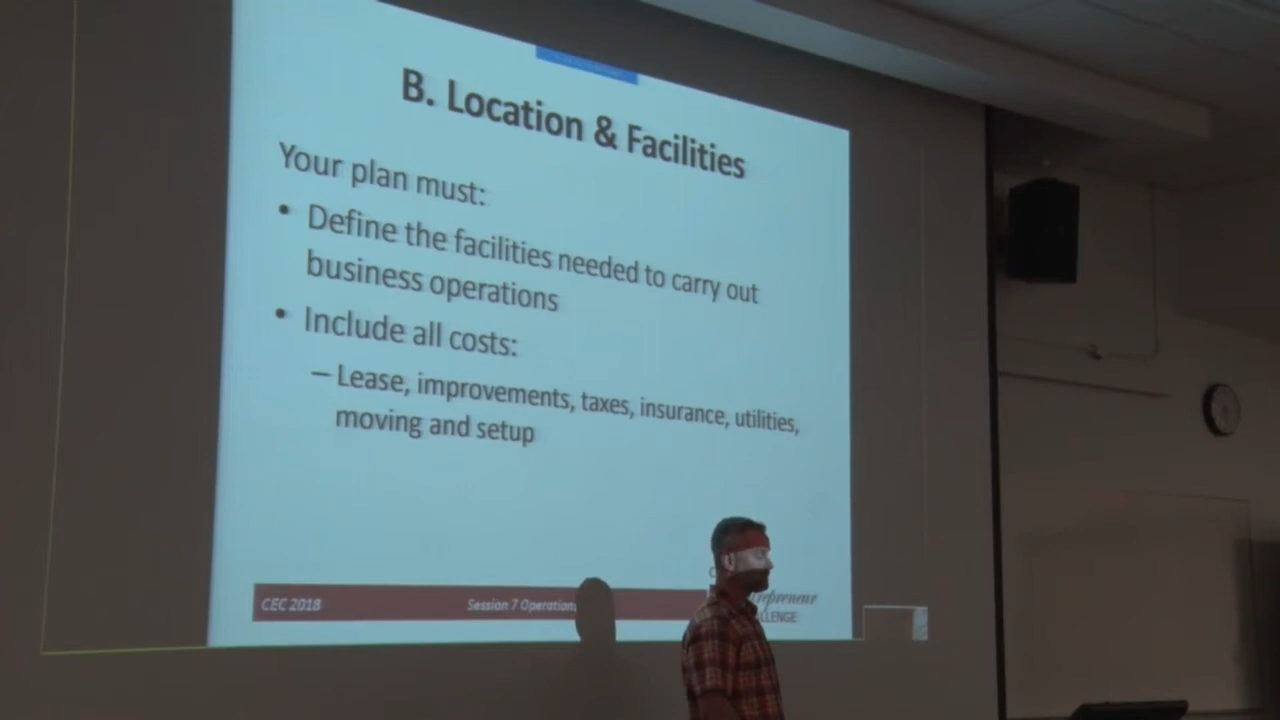 B. Location & Facilities
Your plan must:
• Define the facilities needed to carry out
business operations
• Include all costs:
– Lease, improvements, taxes, insurance, utilities,
moving and setup
CEC 2018
Session 7 Operations